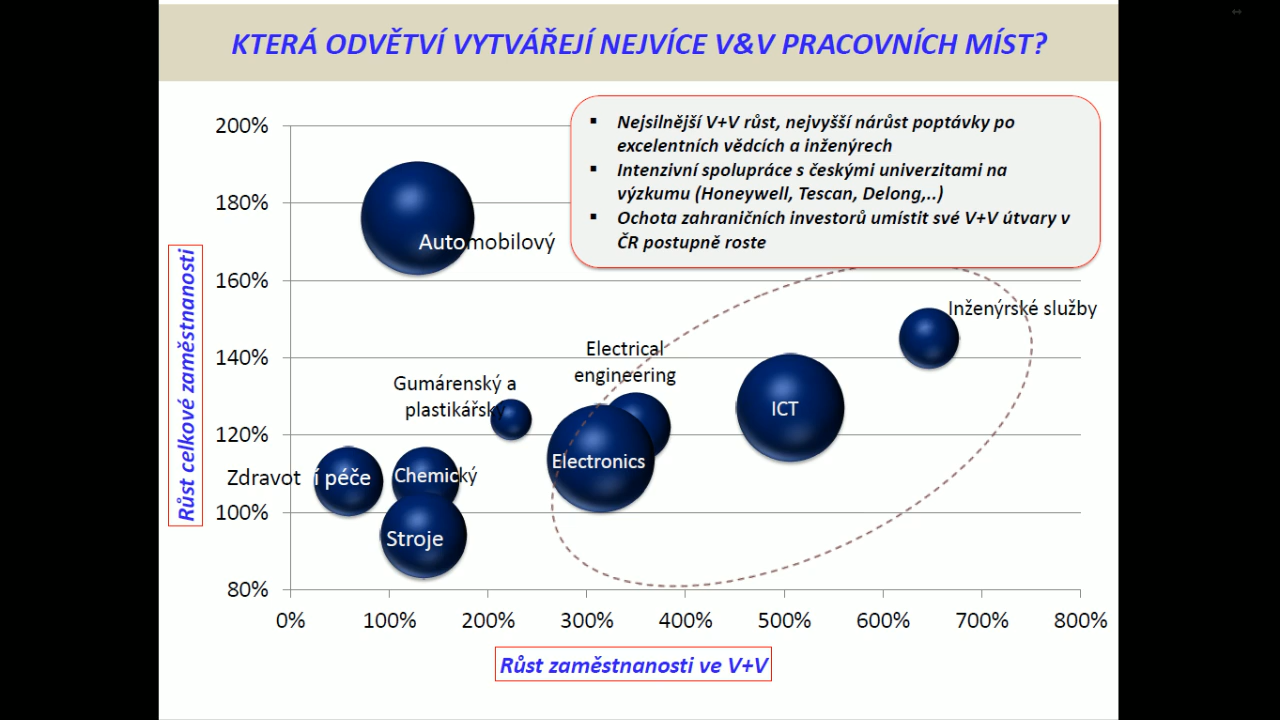 KTERÁ ODVĚTVÍ VYTVÁŘEJÍ NEJVÍCE V&V PRACOVNÍCH MÍST?
▪ Nejsilnější V+V růst, nejvyšší nárůst poptávky po
excelentních vědcích a inženýrech
▪ Intenzivní spolupráce s českými univerzitami na
výzkumu (Honeywell, Tescan, Delong,..)
▪ Ochota zahraničních investorů umístit své V+V útvary v
ČR postupně roste
200%
180%
160%
140%
120%
100%
80%
Růst celkové zaměstnanosti
Automobilový
Inženýrské služby
Electrical
engineering
Gumárenský a
plastikářský
ICT
Electronics
Zdravot í péče
Chemický
Stroje
0% 100% 200% 300% 400% 500% 600% 700% 800%
Růst zaměstnanosti ve V+V